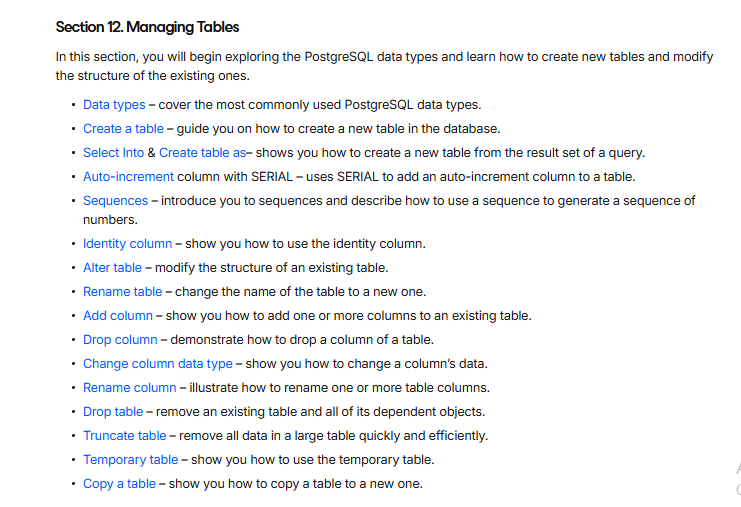 Section 12. Managing Tables
In this section, you will begin exploring the PostgreSQL data types and learn how to create new tables and modify
the structure of the existing ones.
• Data types – cover the most commonly used PostgreSQL data types.
• Create a table – guide you on how to create a new table in the database.
• Select Into & Create table as– shows you how to create a new table from the result set of a query.
• Auto-increment column with SERIAL – uses SERIAL to add an auto-increment column to a table.
• Sequences – introduce you to sequences and describe how to use a sequence to generate a sequence of
numbers.
• Identity column – show you how to use the identity column.
• Alter table – modify the structure of an existing table.
• Rename table – change the name of the table to a new one.
• Add column – show you how to add one or more columns to an existing table.
• Drop column – demonstrate how to drop a column of a table.
• Change column data type – show you how to change a column's data.
• Rename column – illustrate how to rename one or more table columns.
• Drop table – remove an existing table and all of its dependent objects.
• Truncate table – remove all data in a large table quickly and efficiently.
• Temporary table – show you how to use the temporary table.
• Copy a table – show you how to copy a table to a new one.